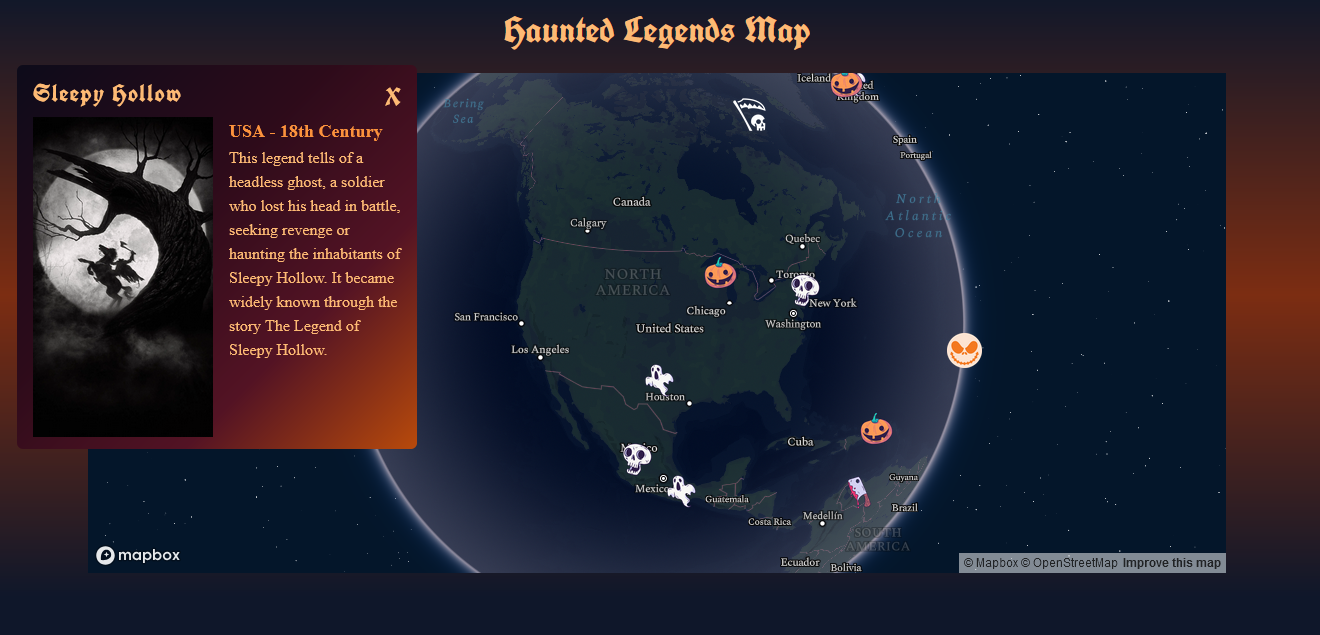 Haunted Legends Map
Sleepy Hollow
X
USA - 18th Century
This legend tells of a
headless ghost, a soldier
who lost his head in battle,
seeking revenge or
haunting the inhabitants of
Sleepy Hollow. It became
widely known through the
story The Legend of
Sleepy Hollow.
Bering
Sea
Iceland
Kingdom
Spain
Portugal
North
Atlantic
Ocean
Canada
Calgary
Quebec
Toronto
NORTH
AMERICA
New York
Chicago
Washington
San Francisco
United States
Los Angeles
Houston
Cuba
Mexico
Mexico
Guatemala
Guyana
Costa Rica
Medellín
Brazil
SOUTH
AMERICA
Ecuador
Bolivia
mapbox
© Mapbox © OpenStreetMap Improve this map